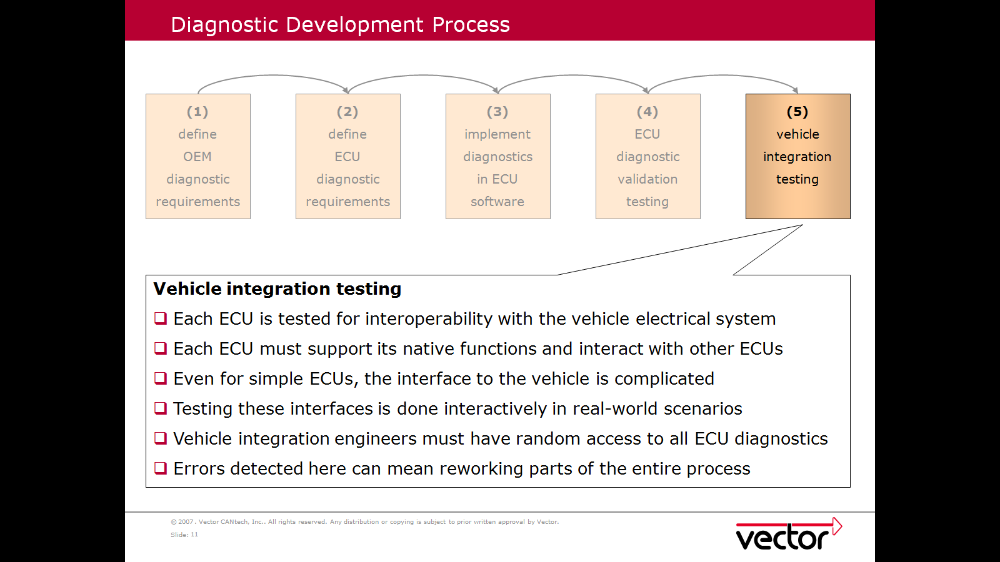 Diagnostic Development Process
(1)
define
OEM
diagnostic
requirements
(2)
define
ECU
diagnostic
requirements
(3)
implement
diagnostics
in ECU
software
(4)
ECU
diagnostic
validation
testing
(5)
vehicle
integration
testing
Vehicle integration testing
Each ECU is tested for interoperability with the vehicle electrical system
Each ECU must support its native functions and interact with other ECUs
Even for simple ECUs, the interface to the vehicle is complicated
Testing these interfaces is done interactively in real-world scenarios
Vehicle integration engineers must have random access to all ECU diagnostics
Errors detected here can mean reworking parts of the entire process
© 2007 . Vector CANtech, Inc.. All rights reserved. Any distribution or copying is subject to prior written approval by Vector.
Slide: 11
vector